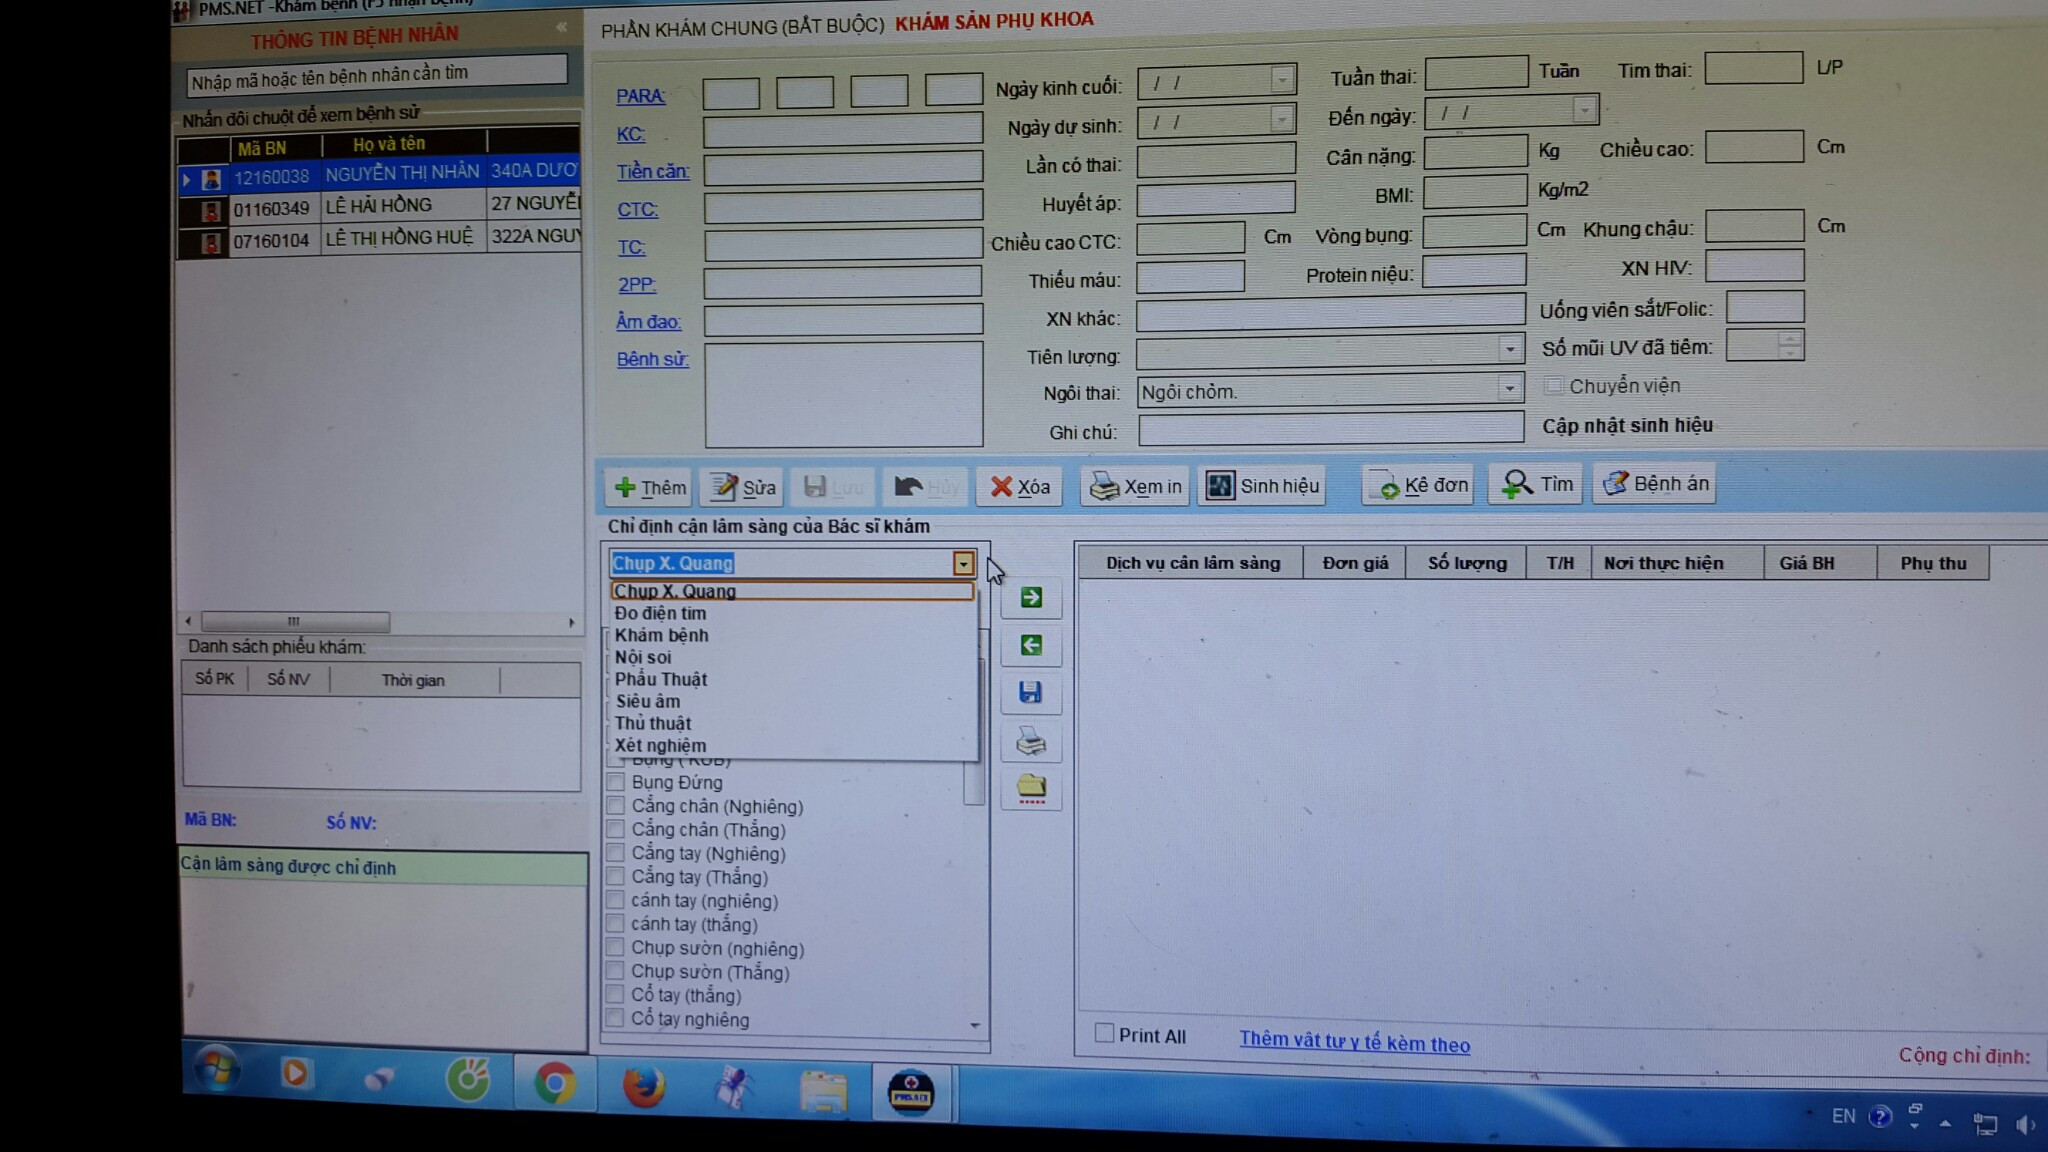 PMS.NET -Khám bệnh (F5 nhận bệnh)
THÔNG TIN BỆNH NHÂN
Nhập mã hoặc tên bệnh nhân cần tìm
Nhấn đôi chuột để xem bệnh sử
Mã BN Họ và tên
12160038 NGUYỄN THỊ NHÂN 340A DƯƠ
01160349 LÊ HẢI HỒNG 27 NGUYỄ
07160104 LÊ THỊ HỒNG HUỆ 322A NGUY
Danh sách phiếu khám:
Số PK Số NV Thời gian
Mã BN: Số NV:
Cận lâm sàng được chỉ định
PHẦN KHÁM CHUNG (BẮT BUỘC) KHÁM SẢN PHỤ KHOA
PARA: Ngày kinh cuối: / / Tuần thai: Tuần Tim thai: L/P
KC: Ngày dự sinh: / / Đến ngày: / /
Tiền căn: Lần có thai: Cân nặng: Kg Chiều cao: Cm
CTC: Huyết áp: BMI: Kg/m2
TC: Chiều cao CTC: Cm Vòng bụng: Cm Khung chậu: Cm
2PP: Thiếu máu: Protein niệu: XN HIV:
Âm đao: XN khác: Uống viên sắt/Folic:
Bệnh sử: Tiên lượng: Số mũi UV đã tiêm:
Ngôi thai: Ngôi chỏm. Chuyển viện
Ghi chú: Cập nhật sinh hiệu
Thêm Sửa Lưu Hủy Xóa Xem in Sinh hiệu Kê đơn Tìm Bệnh án
Chỉ định cận lâm sàng của Bác sĩ khám
Chụp X. Quang
Chụp X. Quang
Đo điện tim
Khám bệnh
Nội soi
Phẩu Thuật
Siêu âm
Thủ thuật
Xét nghiệm
Bụng ( KUB)
Bụng Đứng
Cẳng chân (Nghiêng)
Cẳng chân (Thẳng)
Cẳng tay (Nghiêng)
Cẳng tay (Thẳng)
cánh tay (nghiêng)
cánh tay (thẳng)
Chụp sườn (nghiêng)
Chụp sườn (Thẳng)
Cổ tay (thẳng)
Cổ tay nghiêng
Dịch vụ cận lâm sàng Đơn giá Số lượng T/H Nơi thực hiện Giá BH Phụ thu
Print All Thêm vật tư y tế kèm theo
Cộng chỉ định:
PMS.NET
EN